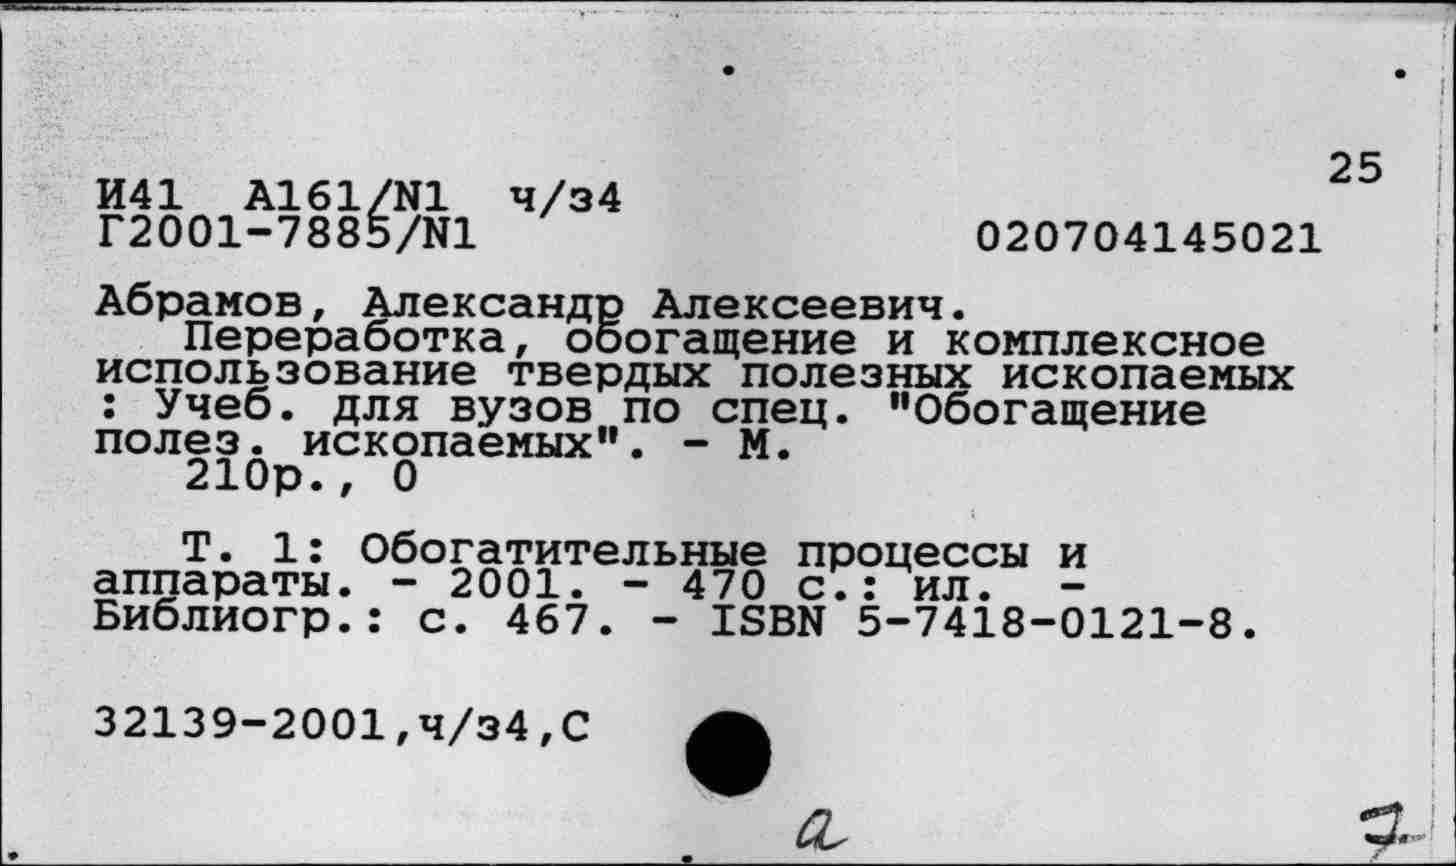 25
И41 А161/N1 ч/з4
Г2001-7885/N1 020704145021
Абрамов, Александр Алексеевич.
Переработка, обогащение и комплексное
использование твердых полезных ископаемых
: Учеб. для вузов по спец. "Обогащение
полез. ископаемых". - М.
210р., 0
Т. 1: Обогатительные процессы и
аппараты. - 2001. - 470 с.: ил. -
Библиогр.: с. 467. - ISBN 5-7418-0121-8.
32139-2001,ч/з4,С
а